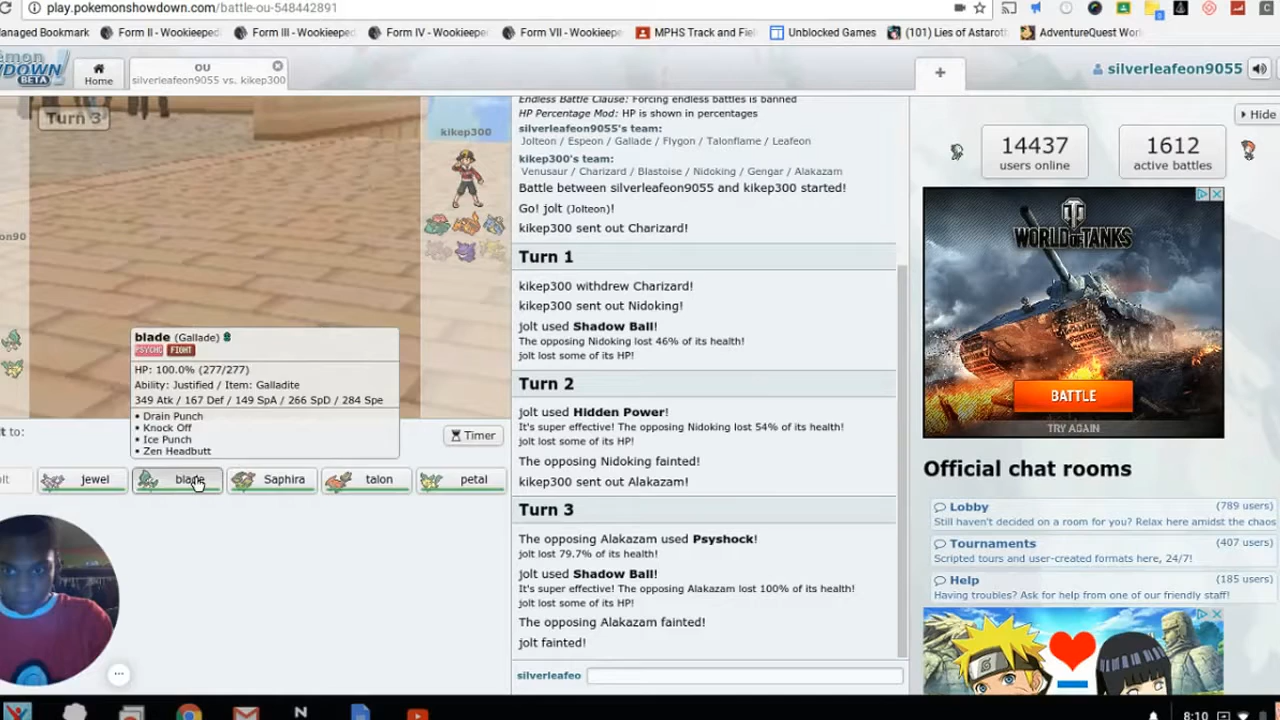 play.pokemonshowdown.com/battle-ou-548442891
anaged Bookmark
Form II - Wookieeped
Form III - Wookieepe
Form IV - Wookieepe
Form VII - Wookieepe
MPHS Track and Fiel
Unblocked Games
(101) Lies of Astarot
AdventureQuest Wor
émon
OWDOWN
BETA
Home
OU
silverleafeon9055 vs. kikep300
+
silverleafeon9055
Turn 3
kikep300
on90
Endless Battle Clause: Forcing endless battles is banned
HP Percentage Mod: HP is shown in percentages
silverleafeon9055's team:
Jolteon / Espeon / Gallade / Flygon / Talonflame / Leafeon
kikep300's team:
Venusaur / Charizard / Blastoise / Nidoking / Gengar / Alakazam
Battle between silverleafeon9055 and kikep300 started!
Go! jolt (Jolteon)!
kikep300 sent out Charizard!
Turn 1
kikep300 withdrew Charizard!
kikep300 sent out Nidoking!
jolt used Shadow Ball!
The opposing Nidoking lost 46% of its health!
jolt lost some of its HP!
Turn 2
jolt used Hidden Power!
It's super effective! The opposing Nidoking lost 54% of its health!
jolt lost some of its HP!
The opposing Nidoking fainted!
kikep300 sent out Alakazam!
Turn 3
The opposing Alakazam used Psyshock!
jolt lost 79.7% of its health!
jolt used Shadow Ball!
It's super effective! The opposing Alakazam lost 100% of its health!
jolt lost some of its HP!
The opposing Alakazam fainted!
jolt fainted!
silverleafeo
blade (Gallade)
PSYCHC FIGHT
HP: 100.0% (277/277)
Ability: Justified / Item: Galladite
349 Atk / 167 Def / 149 SpA / 266 SpD / 284 Spe
• Drain Punch
• Knock Off
• Ice Punch
• Zen Headbutt
it to:
Timer
olt
jewel
blade
Saphira
talon
petal
...
Hide
14437
users online
1612
active battles
WORLD OF TANKS
BATTLE
TRY AGAIN
Official chat rooms
Lobby (789 users)
Still haven't decided on a room for you? Relax here amidst the chaos
Tournaments (407 users)
Scripted tours and user-created formats here, 24/7!
Help (185 users)
Having troubles? Ask for help from one of our friendly staff!
N
8:10